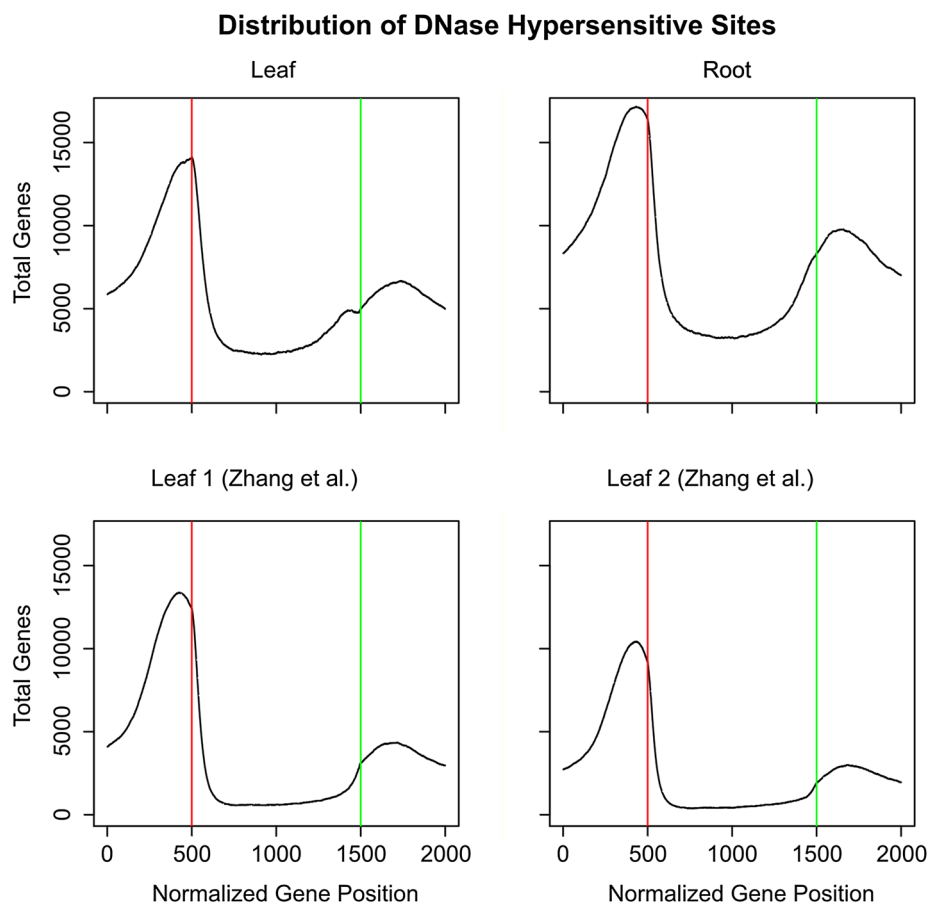 Distribution of DNase Hypersensitive Sites
Leaf
Root
Total Genes
0
5000
10000
15000
Leaf 1 (Zhang et al.)
Leaf 2 (Zhang et al.)
Total Genes
0
5000
10000
15000
0 500 1000 1500 2000
0 500 1000 1500 2000
Normalized Gene Position
Normalized Gene Position